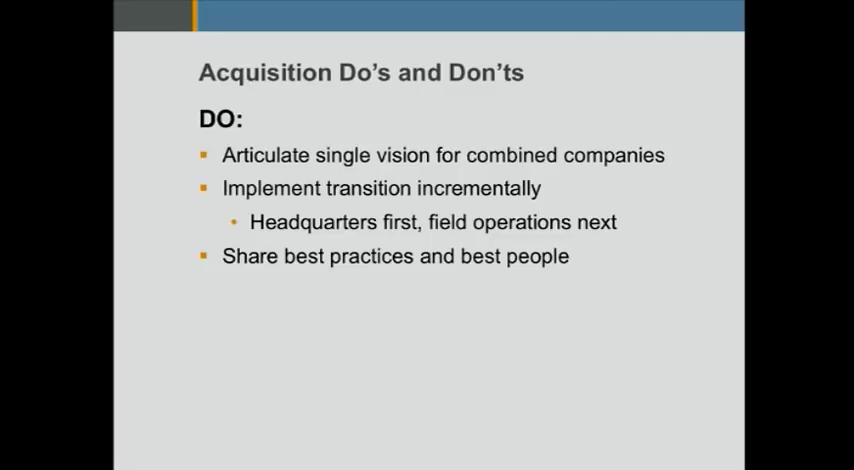 Acquisition Do's and Don'ts
DO:
Articulate single vision for combined companies
Implement transition incrementally
Headquarters first, field operations next
Share best practices and best people